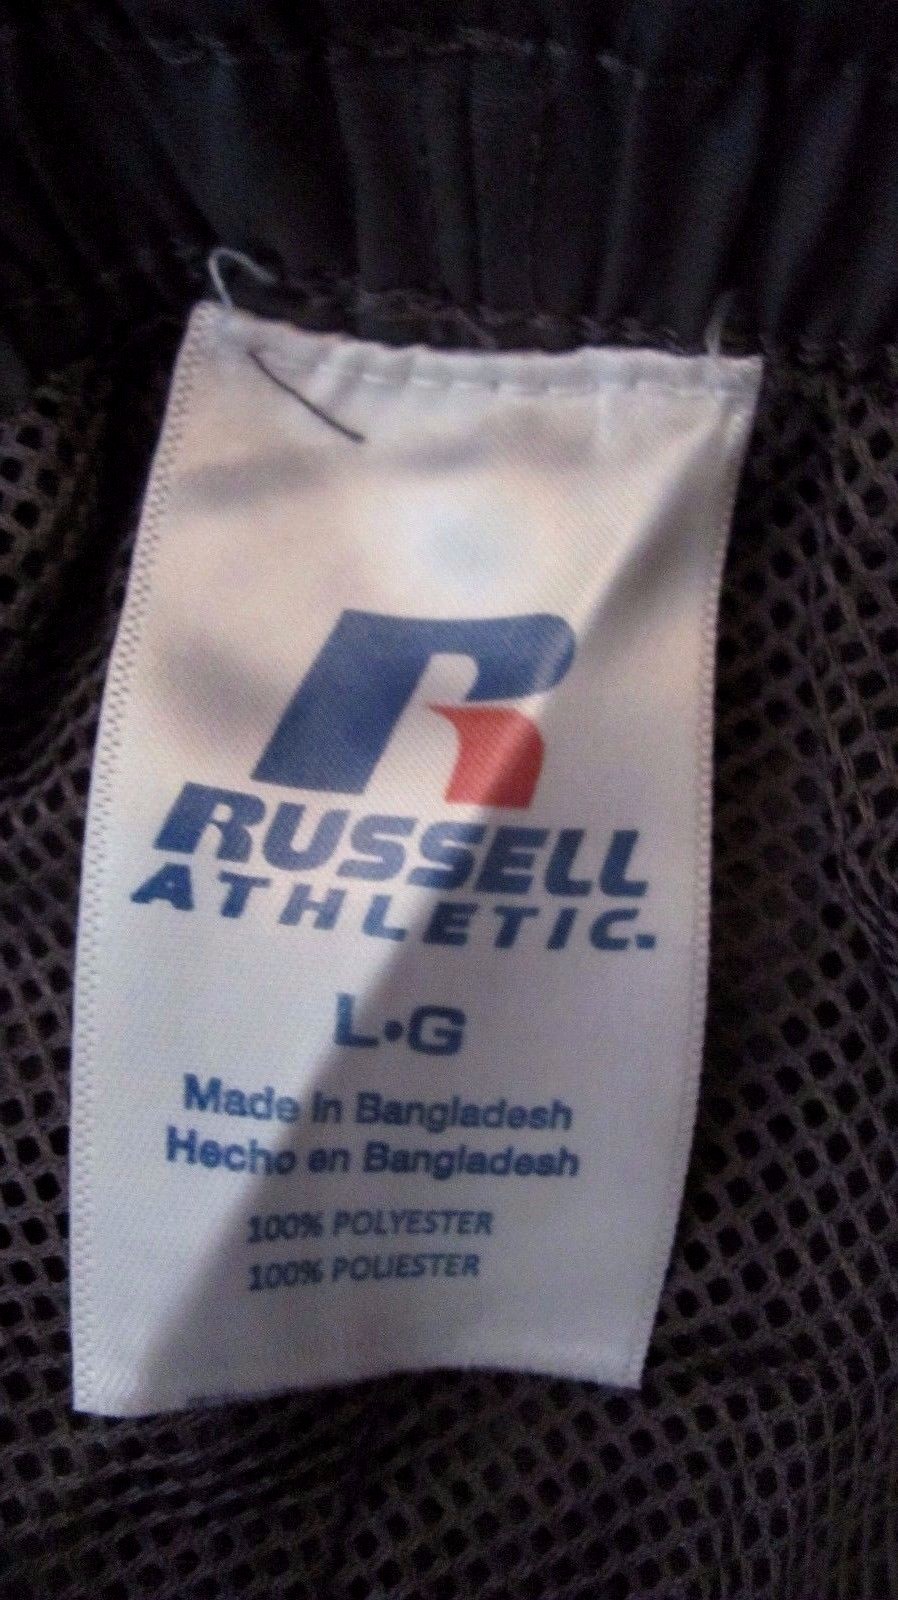 R
RUSSELL
ATHLETIC
L•G
Made in Bangladesh
Hecho en Bangladesh
100% POLYESTER
100% POLIESTER